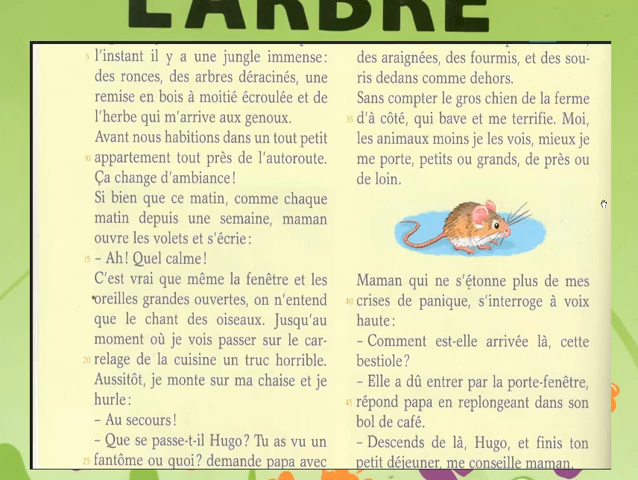 L'ARBRE
5 l'instant il y a une jungle immense:
des ronces, des arbres déracinés, une
remise en bois à moitié écroulée et de
l'herbe qui m'arrive aux genoux.
Avant nous habitions dans un tout petit
10 appartement tout près de l'autoroute.
Ça change d'ambiance!
Si bien que ce matin, comme chaque
matin depuis une semaine, maman
ouvre les volets et s'écrie:
15 – Ah! Quel calme!
C'est vrai que même la fenêtre et les
oreilles grandes ouvertes, on n'entend
que le chant des oiseaux. Jusqu'au
moment où je vois passer sur le car-
20 relage de la cuisine un truc horrible.
Aussitôt, je monte sur ma chaise et je
hurle:
– Au secours!
– Que se passe-t-il Hugo? Tu as vu un
25 fantôme ou quoi? demande papa avec
des araignées, des fourmis, et des sou-
ris dedans comme dehors.
Sans compter le gros chien de la ferme
35 d'à côté, qui bave et me terrifie. Moi,
les animaux moins je les vois, mieux je
me porte, petits ou grands, de près ou
de loin.
Maman qui ne s'étonne plus de mes
40 crises de panique, s'interroge à voix
haute:
– Comment est-elle arrivée là, cette
bestiole?
– Elle a dû entrer par la porte-fenêtre,
45 répond papa en replongeant dans son
bol de café.
– Descends de là, Hugo, et finis ton
petit déjeuner, me conseille maman.